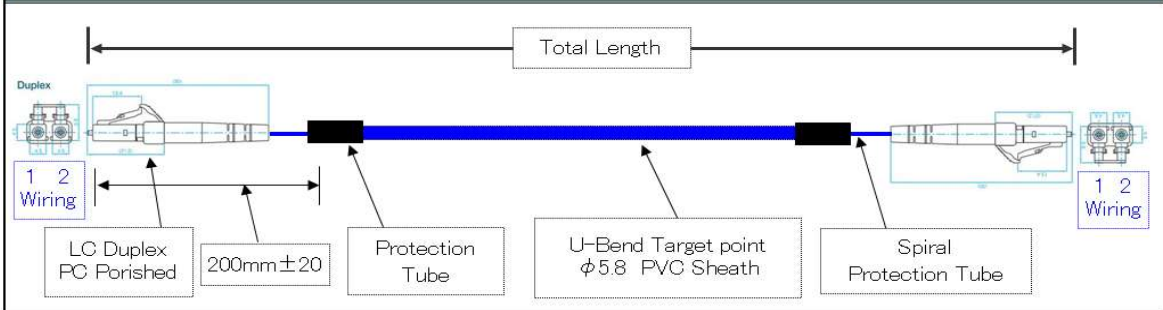 Total Length
Duplex
1 2
Wiring
LC Duplex
PC Porished
200mm±20
Protection
Tube
U-Bend Target point
φ5.8 PVC Sheath
Spiral
Protection Tube
1 2
Wiring